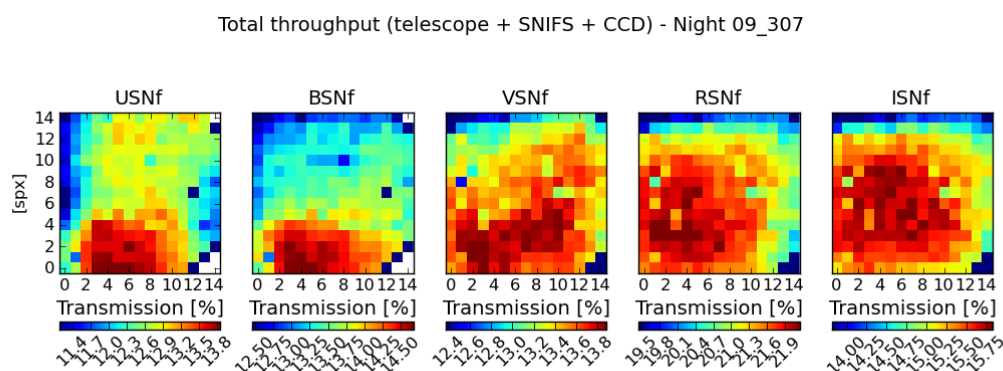 Total throughput (telescope + SNIFS + CCD) - Night 09_307
USNf BSNf VSNf RSNf ISNf
14
12
10
8
6
4
2
0
[spx]
0 2 4 6 8 10 12 14 0 2 4 6 8 10 12 14 0 2 4 6 8 10 12 14 0 2 4 6 8 10 12 14 0 2 4 6 8 10 12 14
Transmission [%] Transmission [%] Transmission [%] Transmission [%] Transmission [%]
11.4 11.7 12.0 12.3 12.6 12.9 13.2 13.5 13.8 12.50 12.75 13.00 13.25 13.50 13.75 14.00 14.25 14.50 12.4 12.6 12.8 13.0 13.2 13.4 13.6 13.8 19.5 19.8 20.1 20.4 20.7 21.0 21.3 21.6 21.9 14.00 14.25 14.50 14.75 15.00 15.25 15.50 15.75